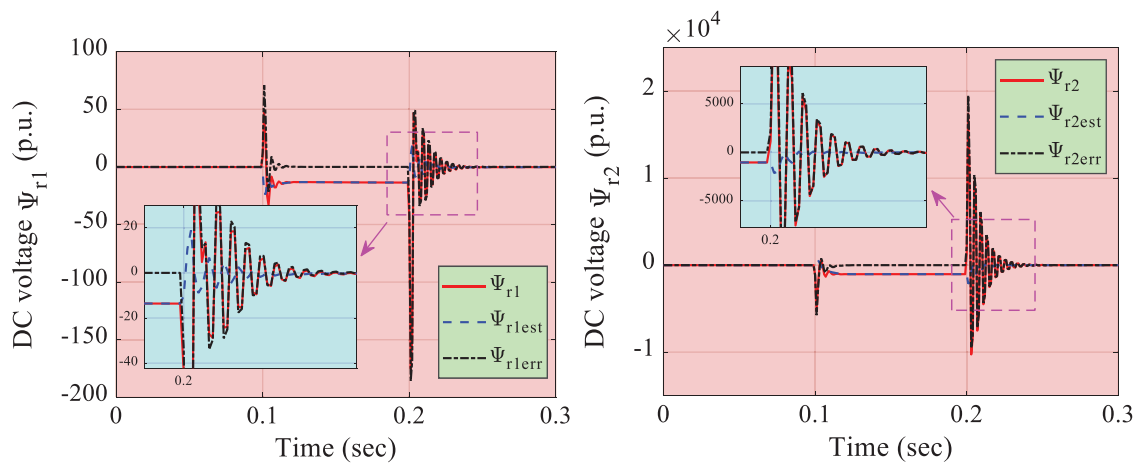 100
50
0
-50
-100
-150
-200
0
0.1
0.2
0.3
Time (sec)
DC voltage Ψr1 (p.u.)
20
0
-20
-40
0.2
Ψr1
Ψr1est
Ψr1err
×10^4
2
1
0
-1
0
0.1
0.2
0.3
Time (sec)
DC voltage Ψr2 (p.u.)
5000
0
-5000
0.2
Ψr2
Ψr2est
Ψr2err